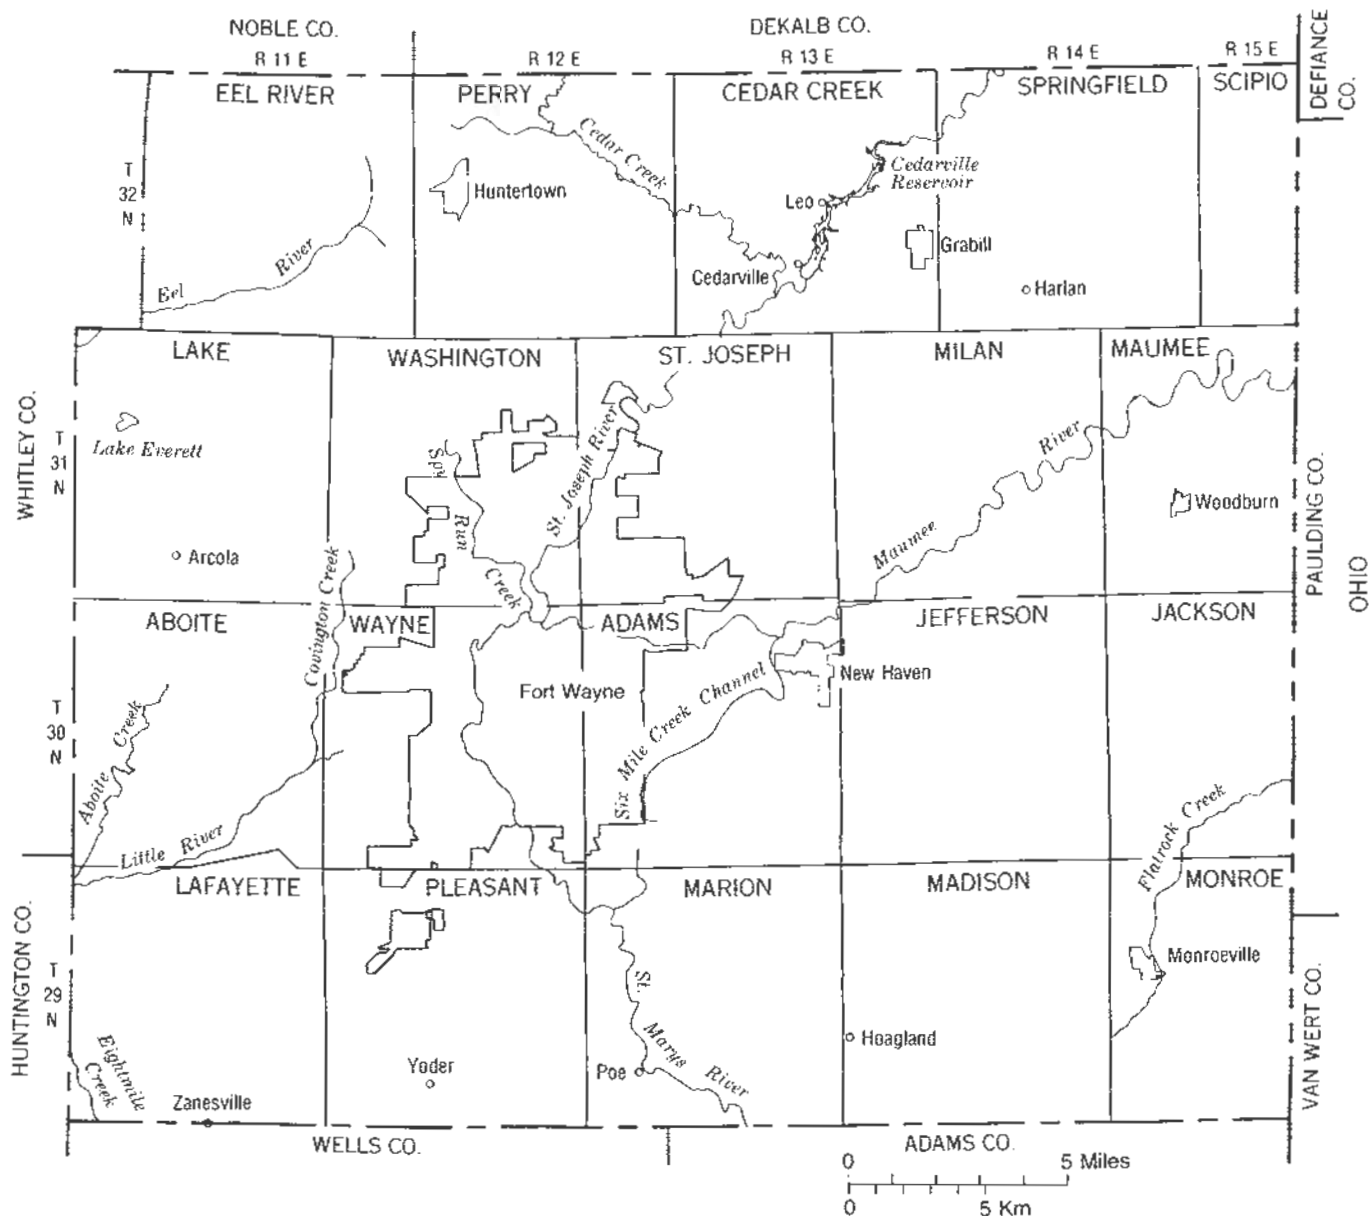 NOBLE CO.
DEKALB CO.
R 11 E
R 12 E
R 13 E
R 14 E
R 15 E
DEFIANCE
CO.
EEL RIVER
PERRY
CEDAR CREEK
SPRINGFIELD
SCIPIO
T
32
N
Cedar Creek
Cedarville
Reservoir
Huntertown
Leo
Grabill
Eel River
Cedarville
Harlan
LAKE
WASHINGTON
ST. JOSEPH
MILAN
MAUMEE
WHITLEY CO.
T
31
N
Lake Everett
Spy Run Creek
St. Joseph River
Maumee River
Woodburn
PAULDING CO.
OHIO
Arcola
Covington Creek
ABOITE
WAYNE
ADAMS
JEFFERSON
JACKSON
T
30
N
Fort Wayne
New Haven
Six Mile Creek Channel
Aboite Creek
Little River
Flatrock Creek
LAFAYETTE
PLEASANT
MARION
MADISON
MONROE
HUNTINGTON CO.
T
29
N
Monroeville
St. Marys River
Hoagland
VAN WERT CO.
Eightmile
Creek
Yoder
Poe
Zanesville
WELLS CO.
ADAMS CO.
0 5 Miles
0 5 Km